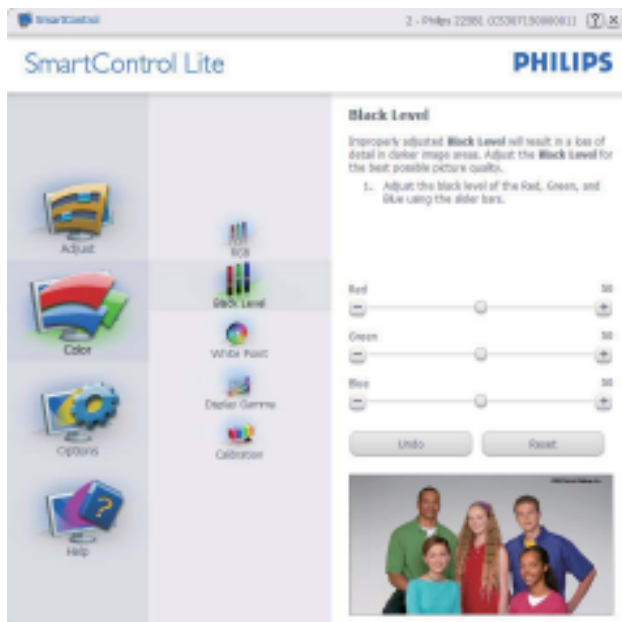 SmartControl
SmartControl Lite
PHILIPS
Adjust
Color
Options
Help
RGB
Black Level
White Point
Display Gamma
Calibration
Black Level
Improperly adjusted Black Level will result in a loss of
detail in darker image areas. Adjust the Black Level for
the best possible picture quality.
1. Adjust the black level of the Red, Green, and
Blue using the slider bars.
Red 50
Green 50
Blue 50
Undo Reset